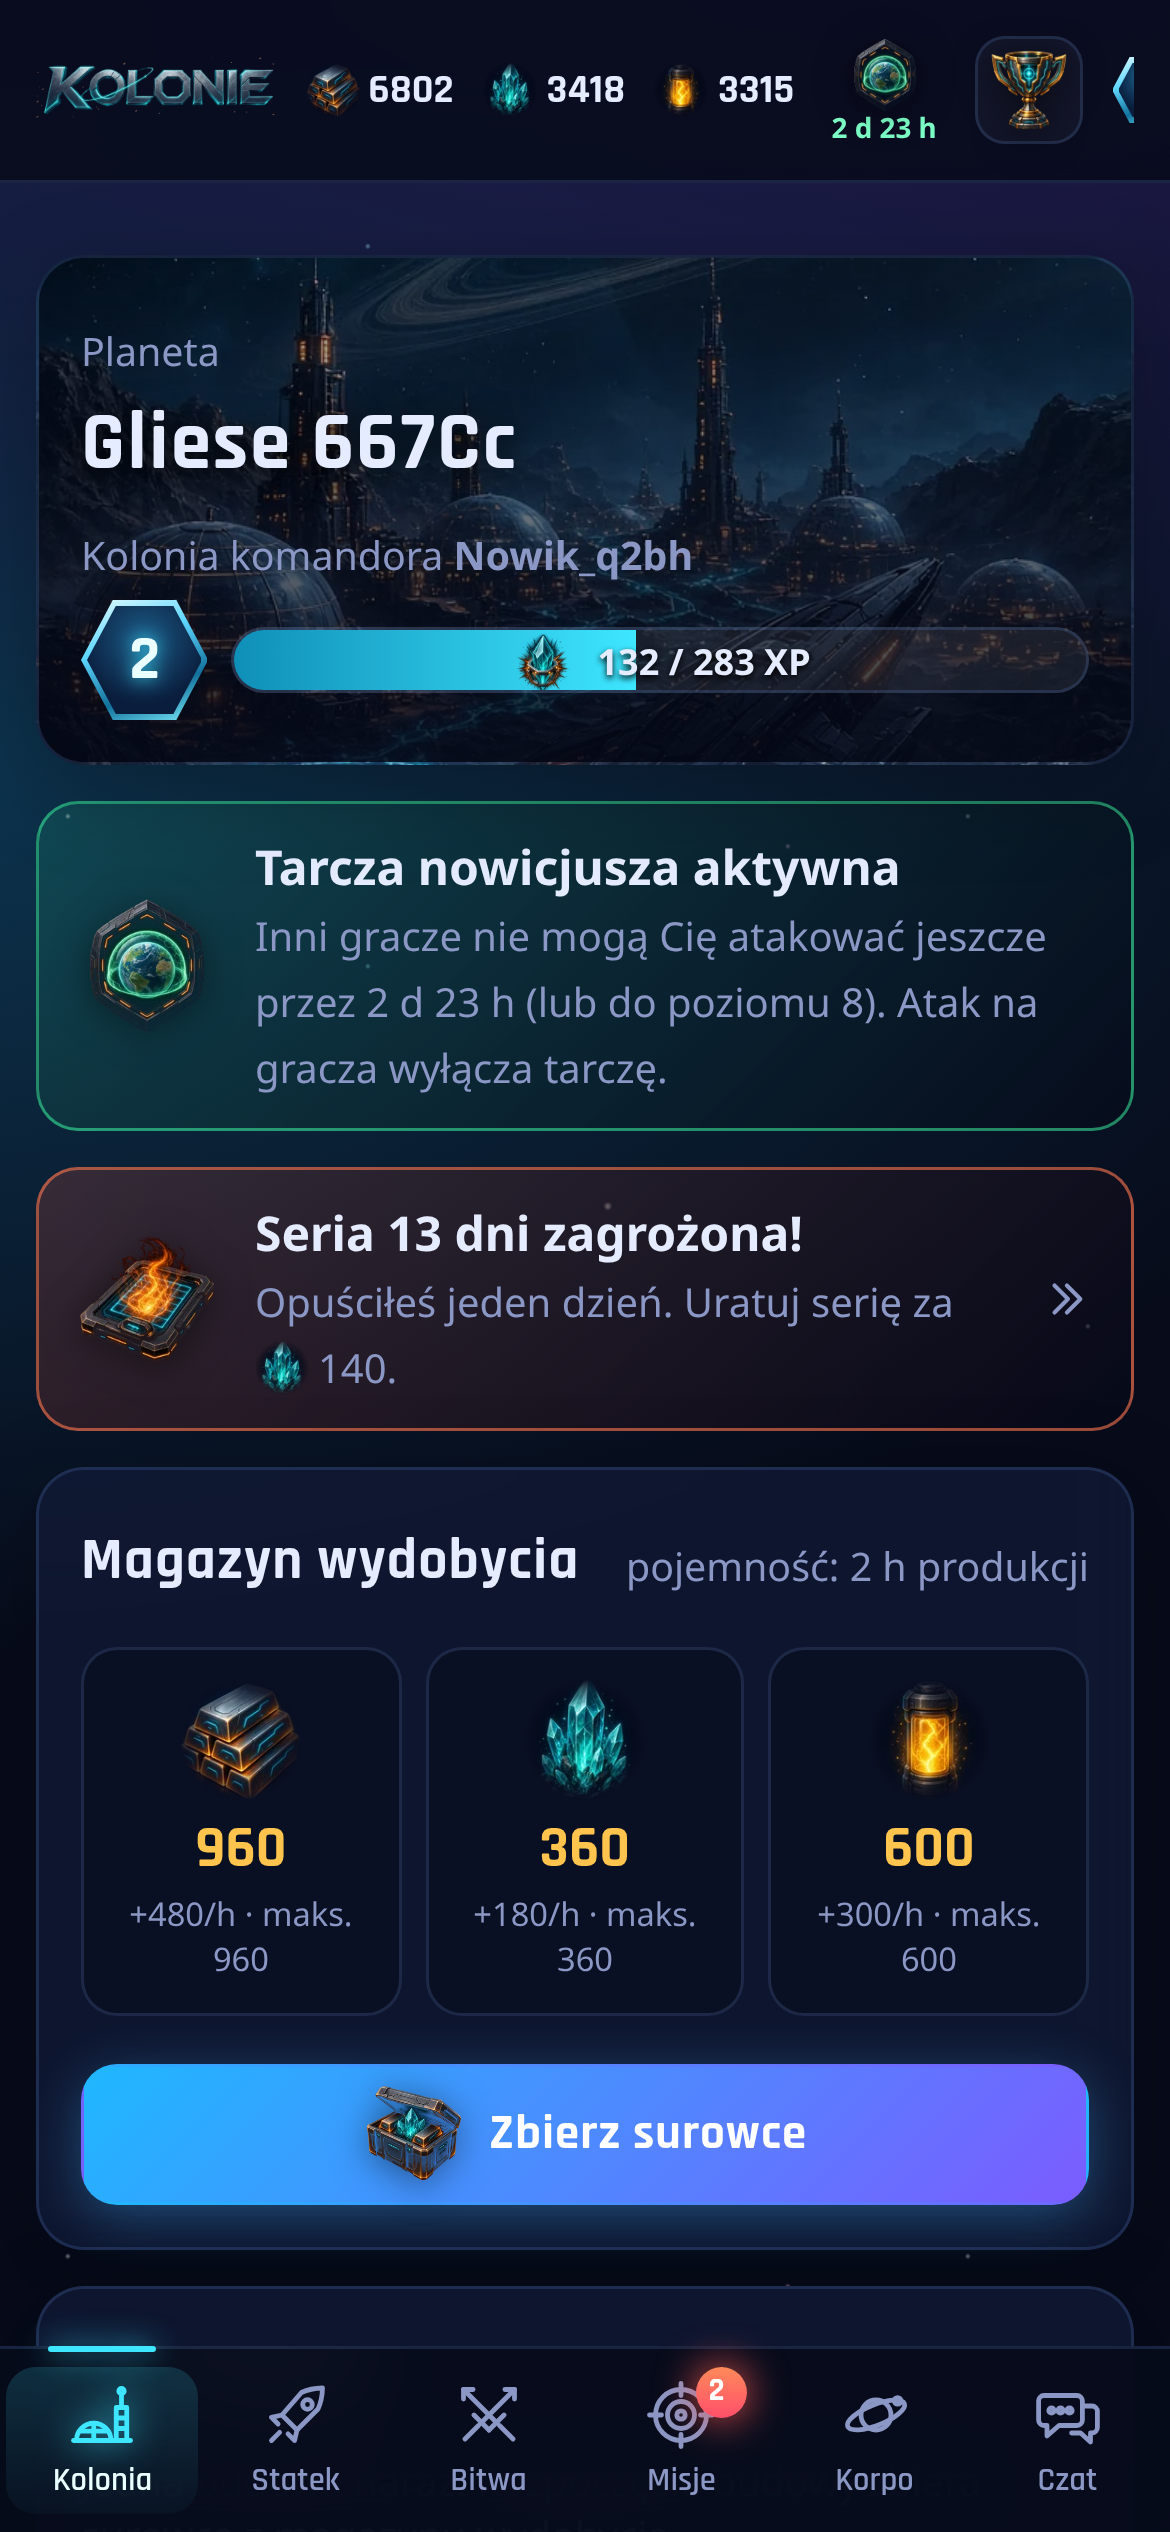 KOLONIE 6802 3418 3315
2 d 23 h
Planeta
Gliese 667Cc
Kolonia komandora Nowik_q2bh
2 132 / 283 XP
Tarcza nowicjusza aktywna
Inni gracze nie mogą Cię atakować jeszcze
przez 2 d 23 h (lub do poziomu 8). Atak na
gracza wyłącza tarczę.
Seria 13 dni zagrożona!
Opuściłeś jeden dzień. Uratuj serię za
140.
Magazyn wydobycia pojemność: 2 h produkcji
960 360 600
+480/h · maks. +180/h · maks. +300/h · maks.
960 360 600
Zbierz surowce
2
Kolonia Statek Bitwa Misje Korpo Czat